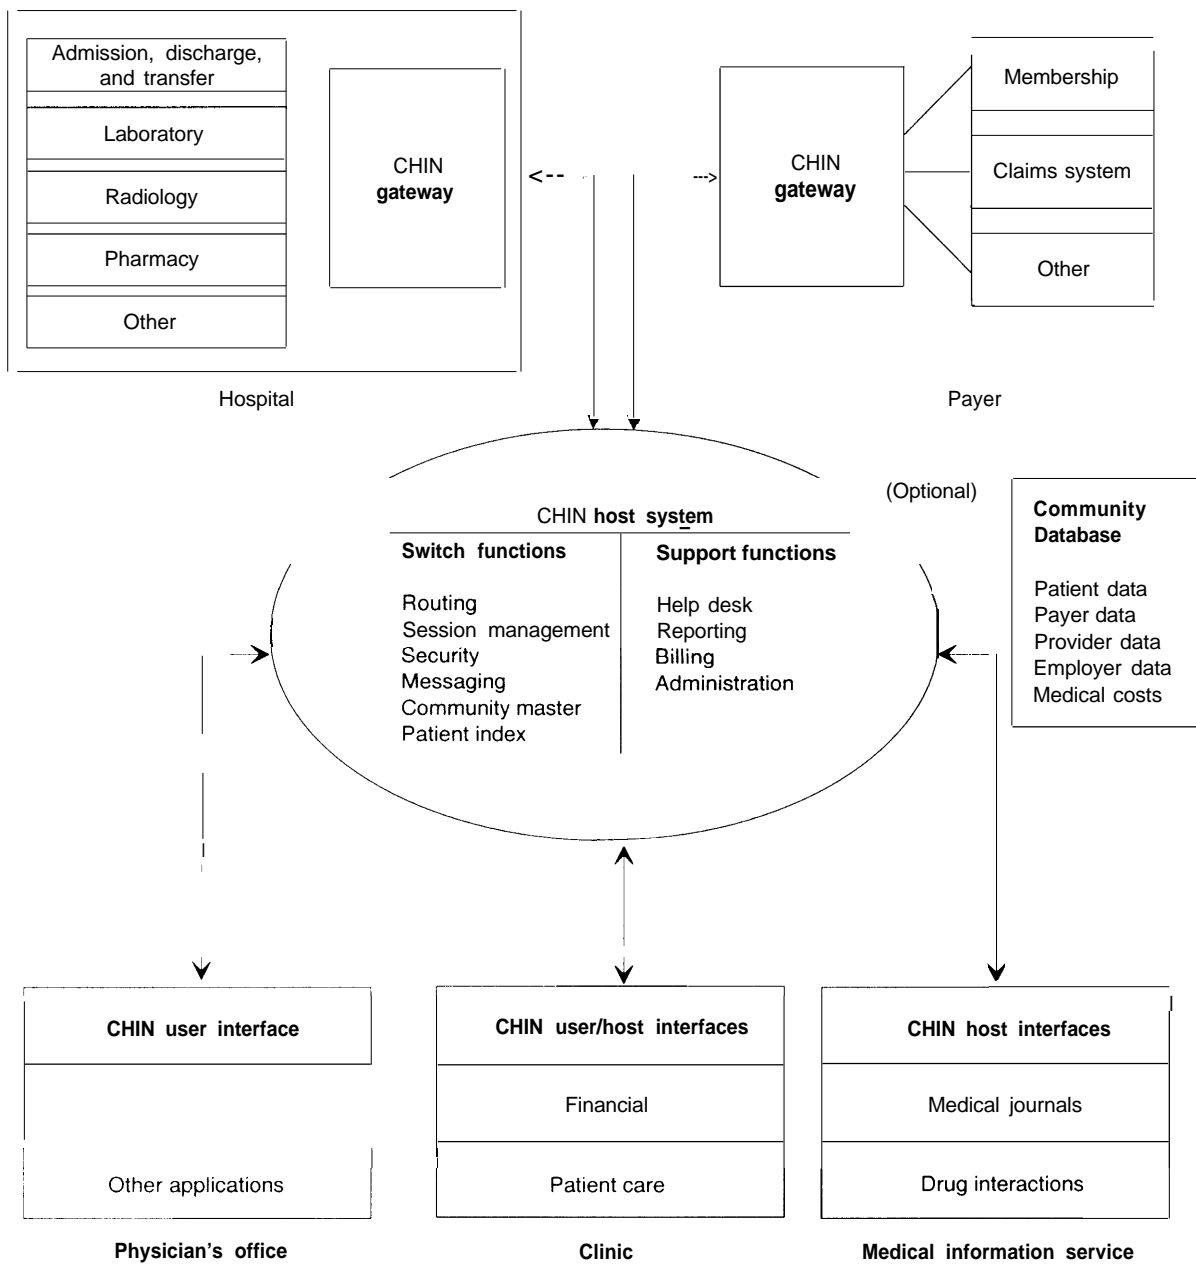 Admission, discharge,
and transfer
Laboratory
Radiology
Pharmacy
Other
CHIN
gateway
<--
Hospital
--->
CHIN
gateway
Membership
Claims system
Other
Payer
(Optional)
CHIN host system
Switch functions
Routing
Session management
Security
Messaging
Community master
Patient index
Support functions
Help desk
Reporting
Billing
Administration
Community
Database
Patient data
Payer data
Provider data
Employer data
Medical costs
CHIN user interface
Other applications
Physician's office
CHIN user/host interfaces
Financial
Patient care
Clinic
CHIN host interfaces
Medical journals
Drug interactions
Medical information service